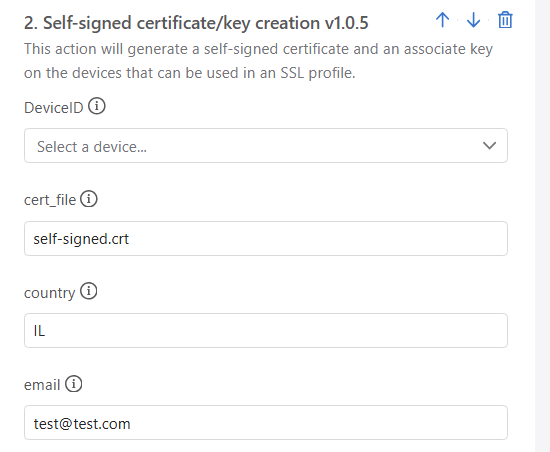 2. Self-signed certificate/key creation v1.0.5
This action will generate a self-signed certificate and an associate key
on the devices that can be used in an SSL profile.
DeviceID
Select a device...
cert_file
self-signed.crt
country
IL
email
test@test.com